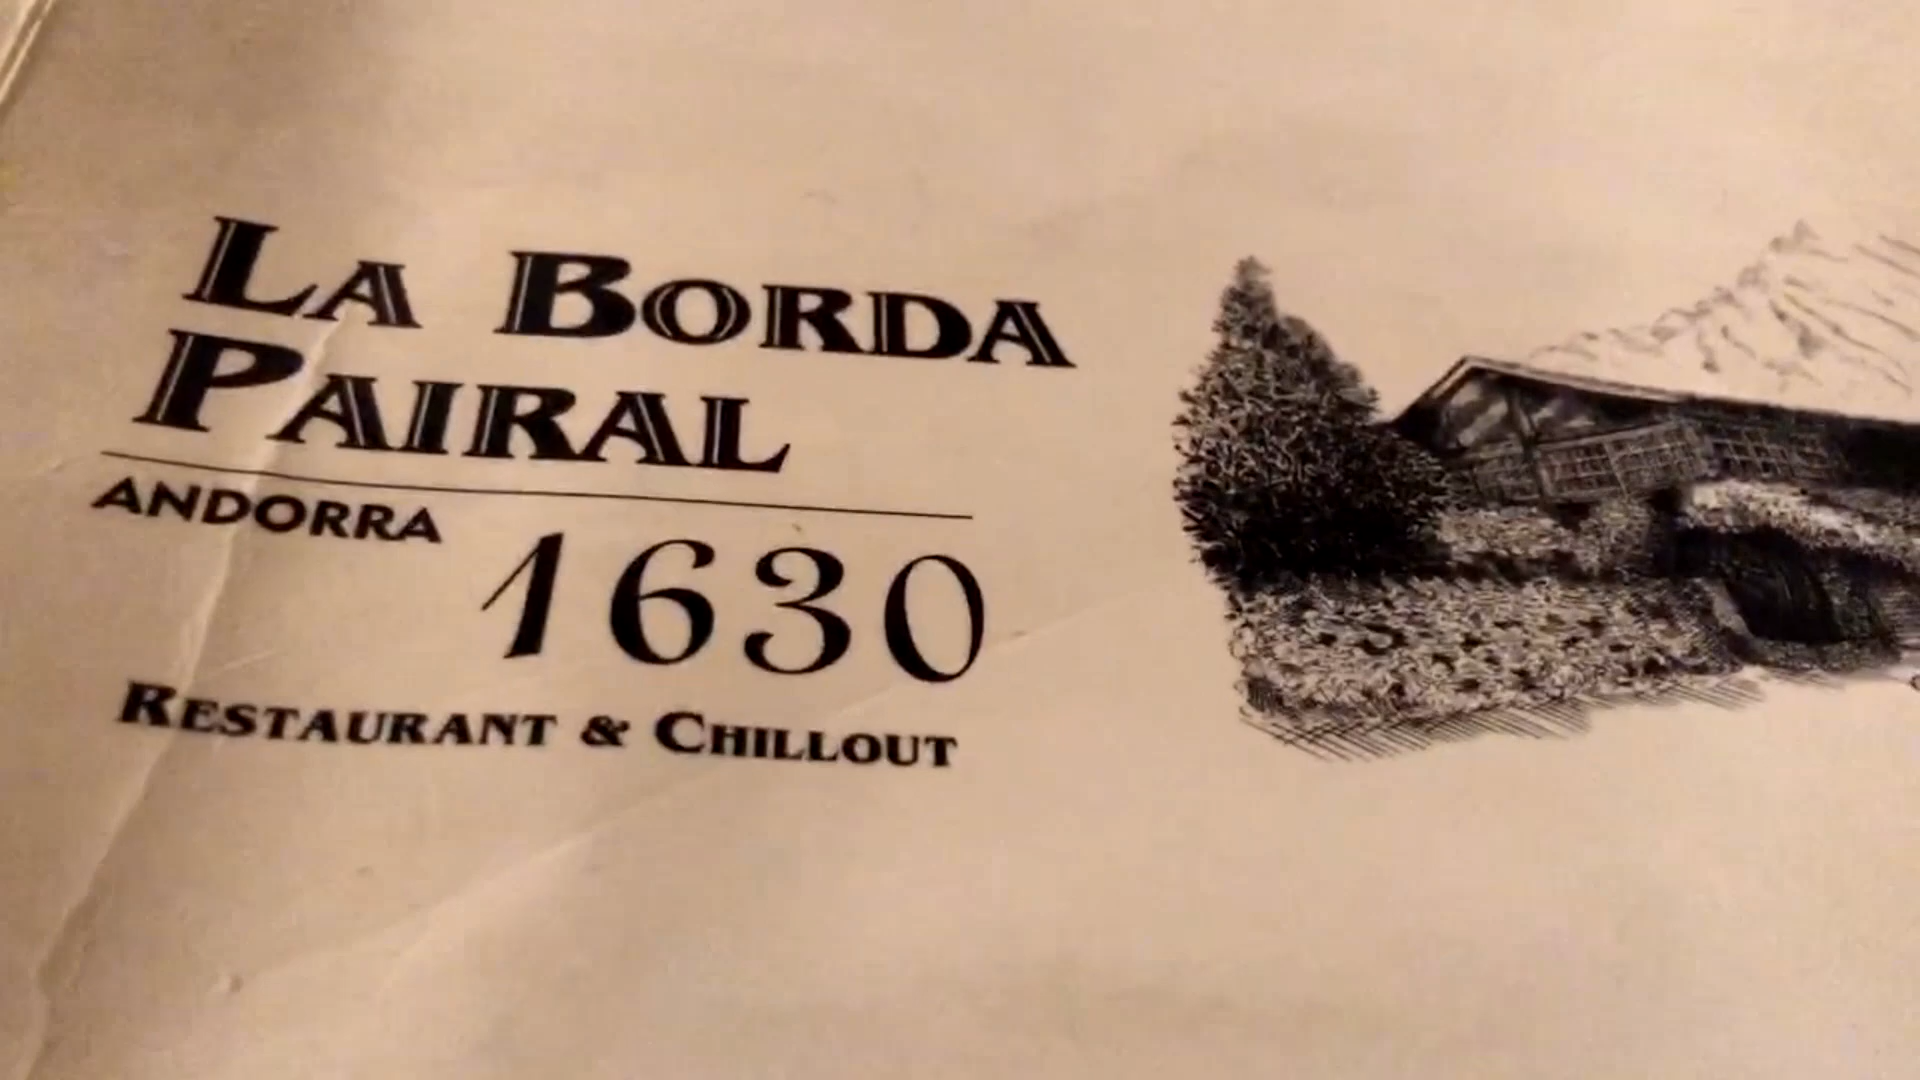 LA BORDA
PAIRAL
ANDORRA
1630
RESTAURANT & CHILLOUT